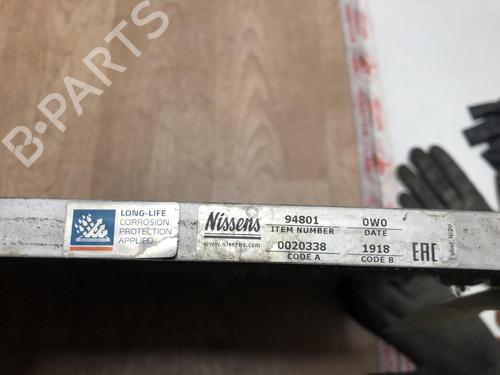 B-PARTS
LONG-LIFE
CORROSION
PROTECTION
APPLIED
Nissens
www.nissens.com
94801
ITEM NUMBER
0W0
DATE
0020338
CODE A
1918
CODE B
EAC